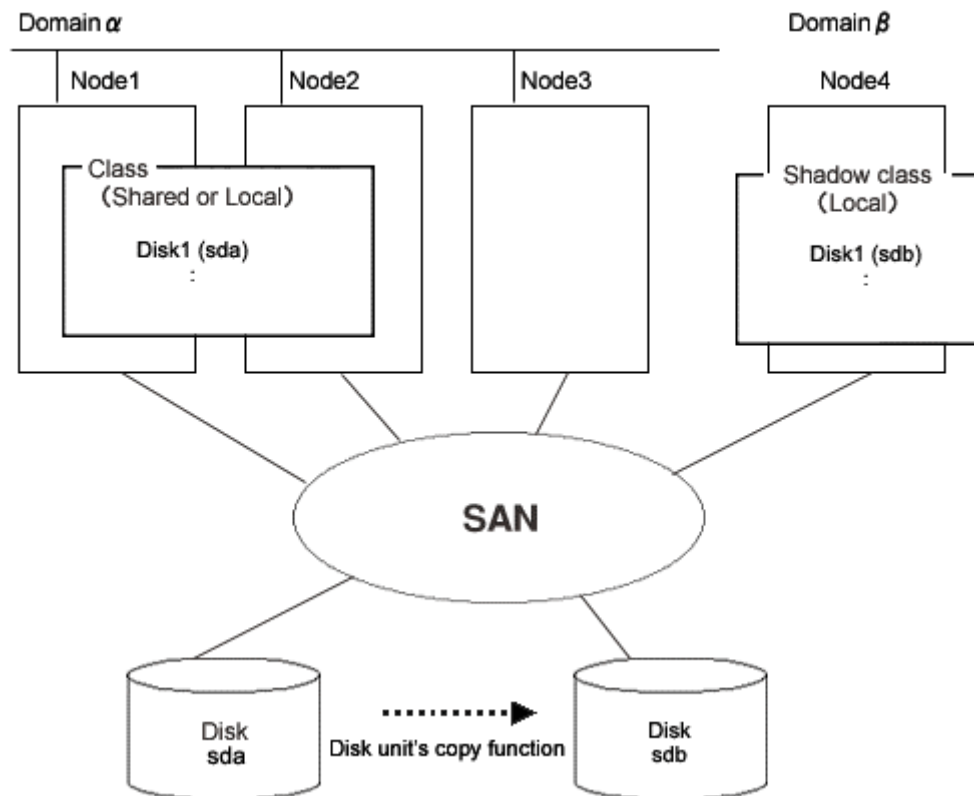 Domain α
Domain β
Node1
Node2
Node3
Node4
Class
(Shared or Local)
Disk1 (sda)
:
Shadow class
(Local)
Disk1 (sdb)
:
SAN
Disk
sda
Disk unit's copy function
Disk
sdb